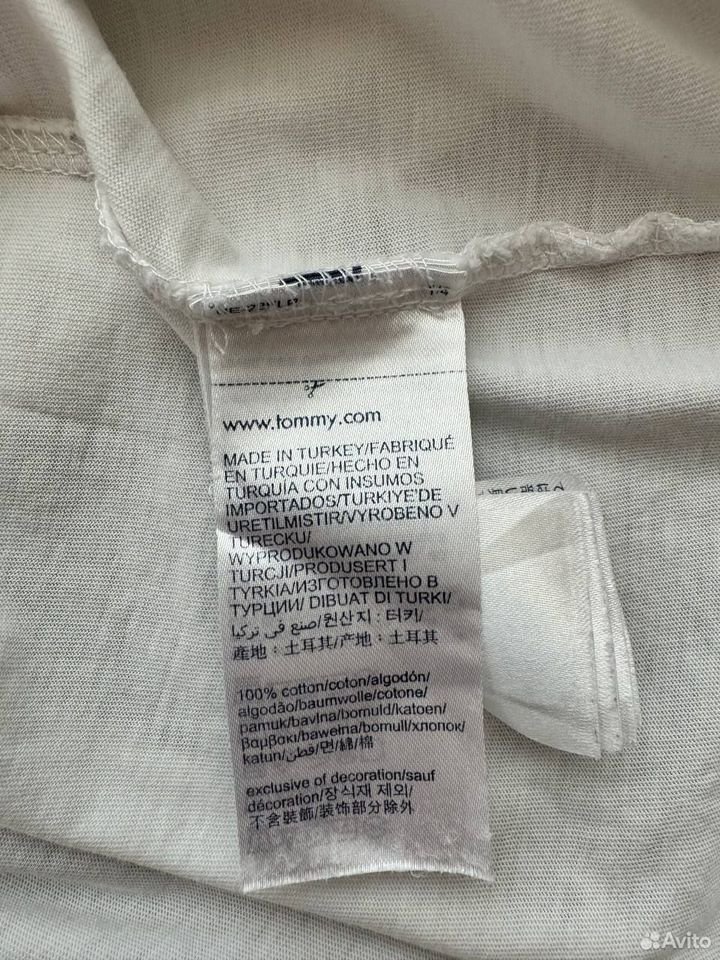 www.tommy.com
MADE IN TURKEY/FABRIQUÉ
EN TURQUIE/HECHO EN
TURQUÍA CON INSUMOS
IMPORTADOS/TURKIYE'DE
URETILMISTIR/VYROBENO V
TURECKU/
WYPRODUKOWANO W
TURCJI/PRODUSERT I
TYRKIA/ИЗГОТОВЛЕНО В
ТУРЦИИ/ DIBUAT DI TURKI/
صنع في تركيا/원산지 : 터키/
産地 : 土耳其/产地 : 土耳其
100% cotton/coton/algodón/
algodão/baumwolle/cotone/
pamuk/bavlna/bomuld/katoen/
βαμβακι/bawełna/bomull/хлопок/
katun/قطن/면/綿/棉
exclusive of decoration/sauf
décoration/장식재 제외/
不含裝飾/装饰部分除外
Avito